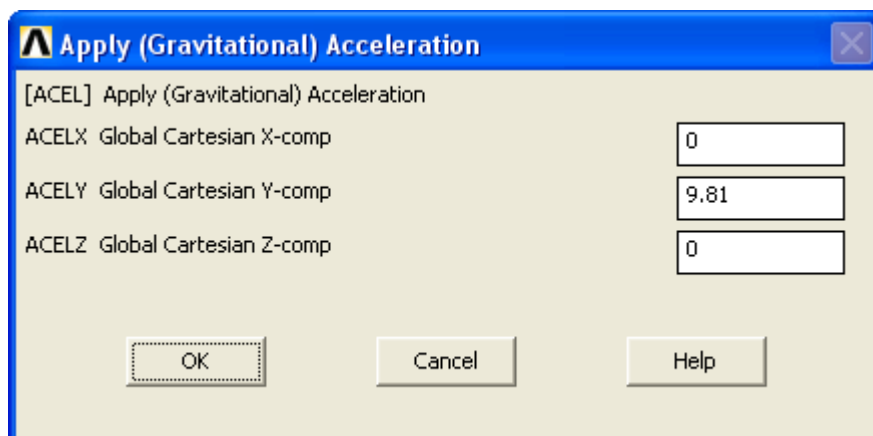 Apply (Gravitational) Acceleration
[ACEL] Apply (Gravitational) Acceleration
ACELX Global Cartesian X-comp 0
ACELY Global Cartesian Y-comp 9.81
ACELZ Global Cartesian Z-comp 0
OK Cancel Help